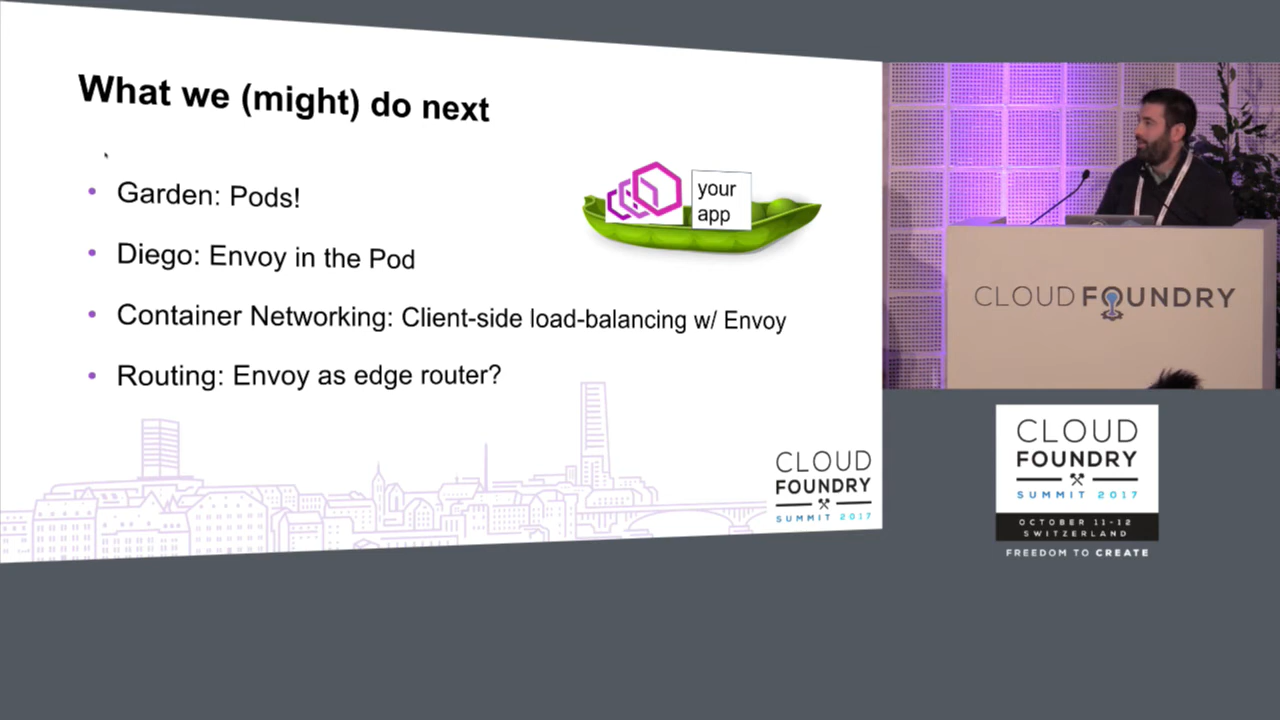 What we (might) do next
• Garden: Pods!
• Diego: Envoy in the Pod
• Container Networking: Client-side load-balancing w/ Envoy
• Routing: Envoy as edge router?
your
app
CLOUD
FOUNDRY
SUMMIT 2017
CLOUD FOUNDRY
CLOUD
FOUNDRY
SUMMIT 2017
OCTOBER 11-12
SWITZERLAND
FREEDOM TO CREATE